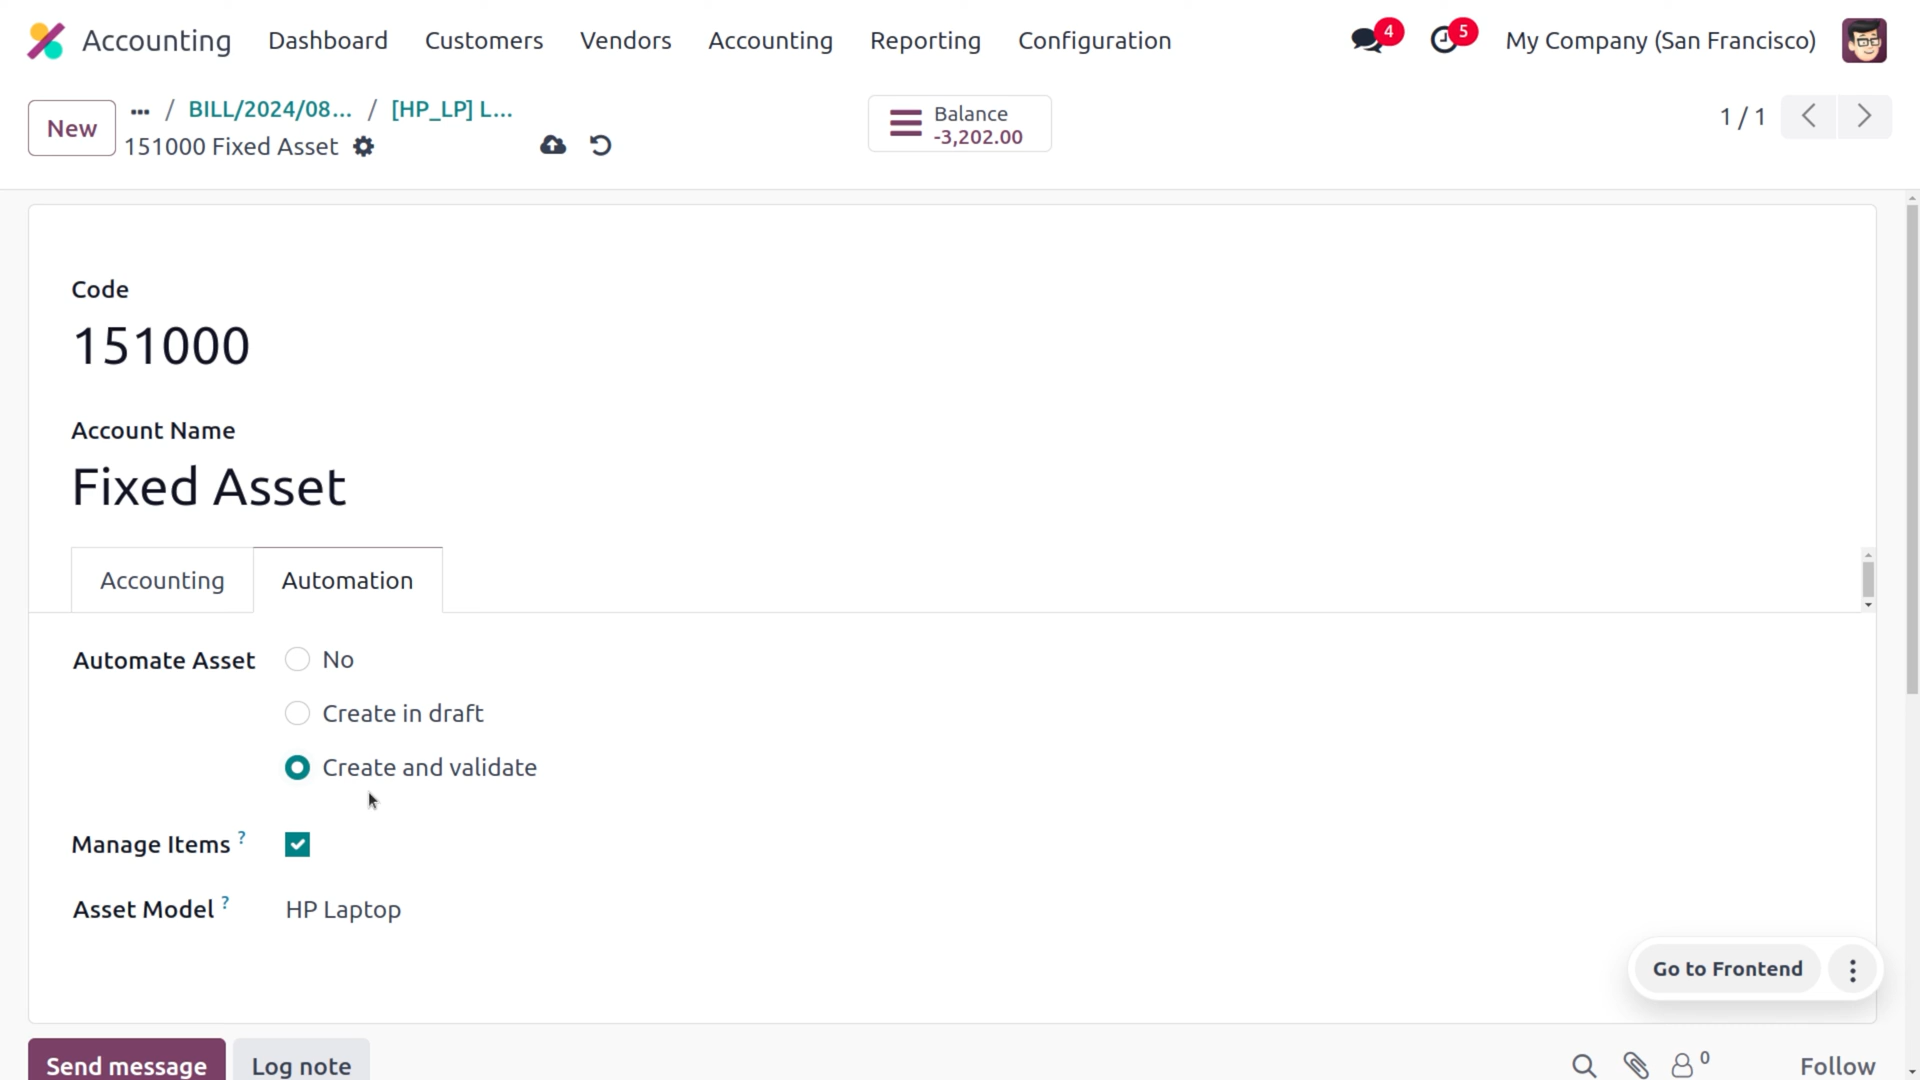 Accounting Dashboard Customers Vendors Accounting Reporting Configuration 4 5 My Company (San Francisco)
New ... / BILL/2024/08... / [HP_LP] L...
151000 Fixed Asset
Balance
-3,202.00
1 / 1
Code
151000
Account Name
Fixed Asset
Accounting Automation
Automate Asset No
Create in draft
Create and validate
Manage Items ?
Asset Model ? HP Laptop
Go to Frontend
Send message Log note 0 Follow